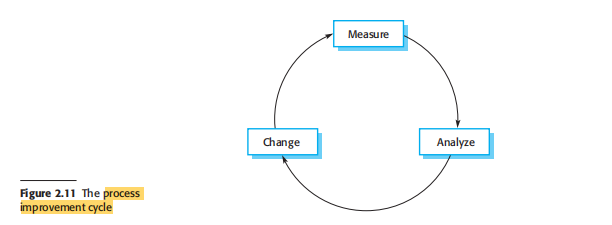 Measure
Change
Analyze
Figure 2.11 The process
improvement cycle